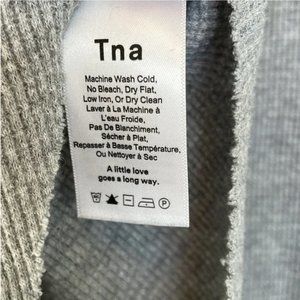 Tna
Machine Wash Cold,
No Bleach, Dry Flat,
Low Iron, Or Dry Clean
Laver à La Machine à
L'eau Froide,
Pas De Blanchiment,
Sécher à Plat,
Repasser à Basse Température,
Ou Nettoyer à Sec
A little love
goes a long way.
P